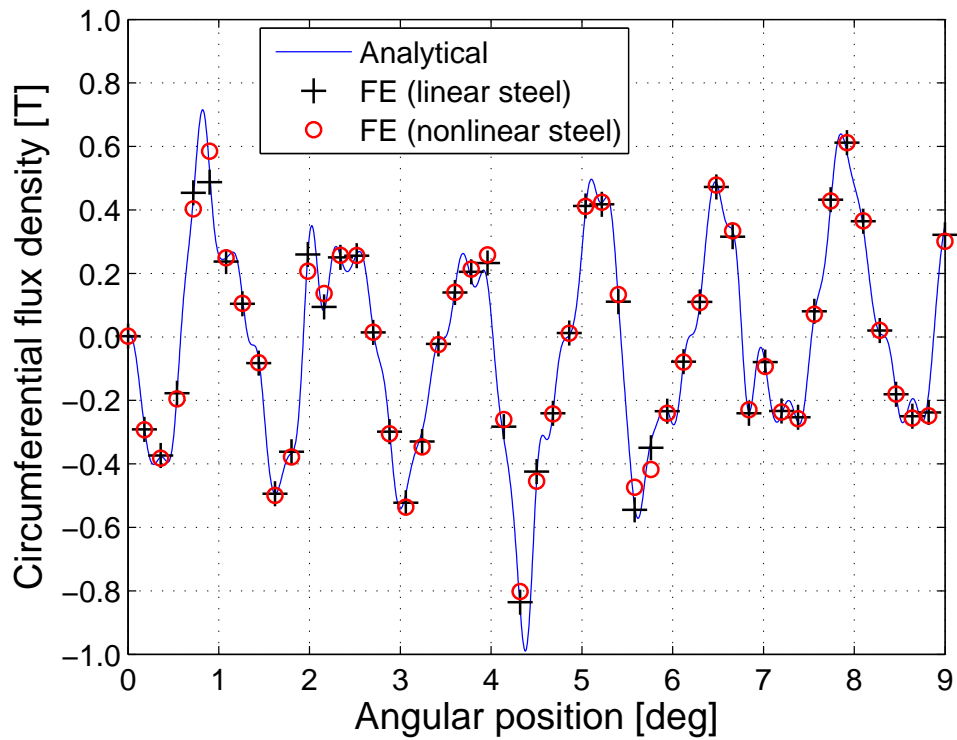 1.0
0.8
0.6
0.4
0.2
0.0
−0.2
−0.4
−0.6
−0.8
−1.0
Circumferential flux density [T]
Analytical
FE (linear steel)
FE (nonlinear steel)
0 1 2 3 4 5 6 7 8 9
Angular position [deg]